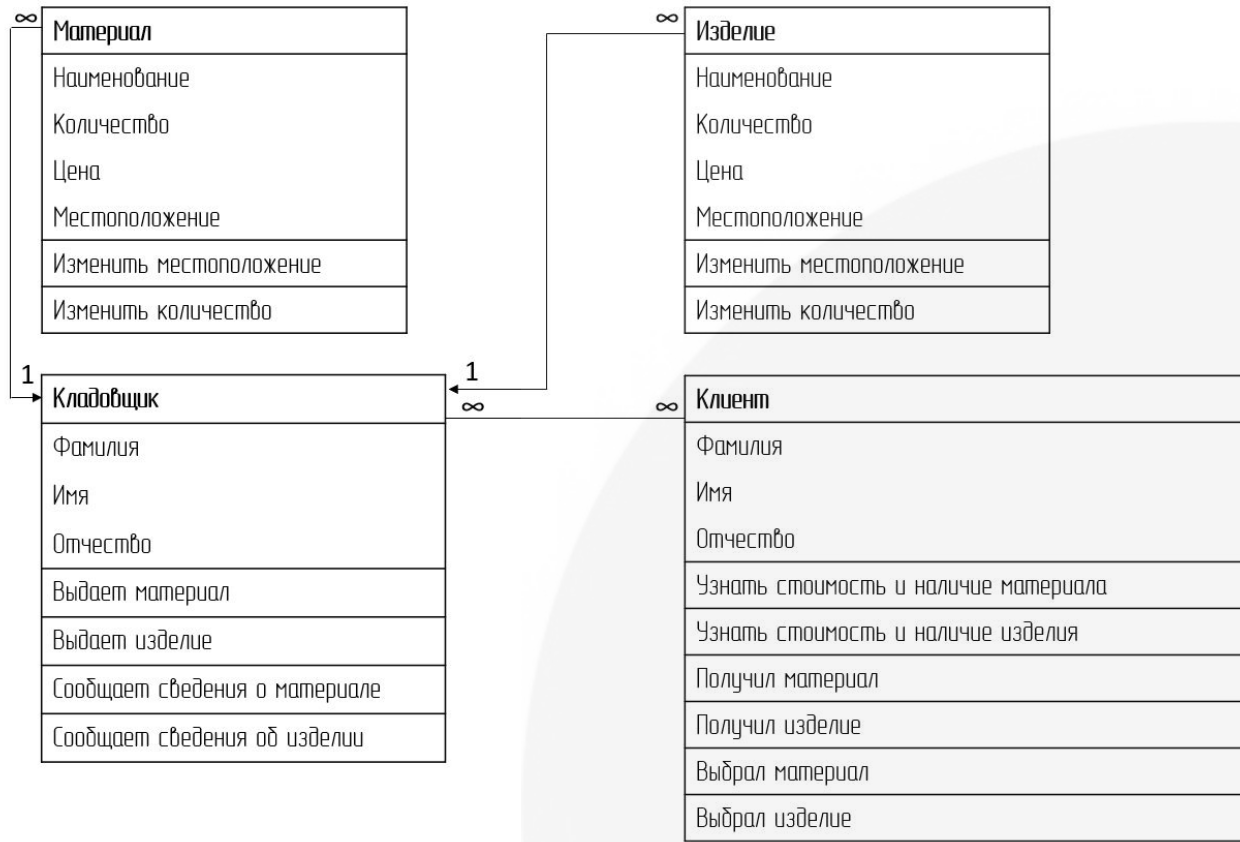 ∞
Материал
Наименование
Количество
Цена
Местоположение
Изменить местоположение
Изменить количество
∞
Изделие
Наименование
Количество
Цена
Местоположение
Изменить местоположение
Изменить количество
1
Кладовщик
Фамилия
Имя
Отчество
Выдает материал
Выдает изделие
Сообщает сведения о материале
Сообщает сведения об изделии
1
∞
∞
Клиент
Фамилия
Имя
Отчество
Узнать стоимость и наличие материала
Узнать стоимость и наличие изделия
Получил материал
Получил изделие
Выбрал материал
Выбрал изделие